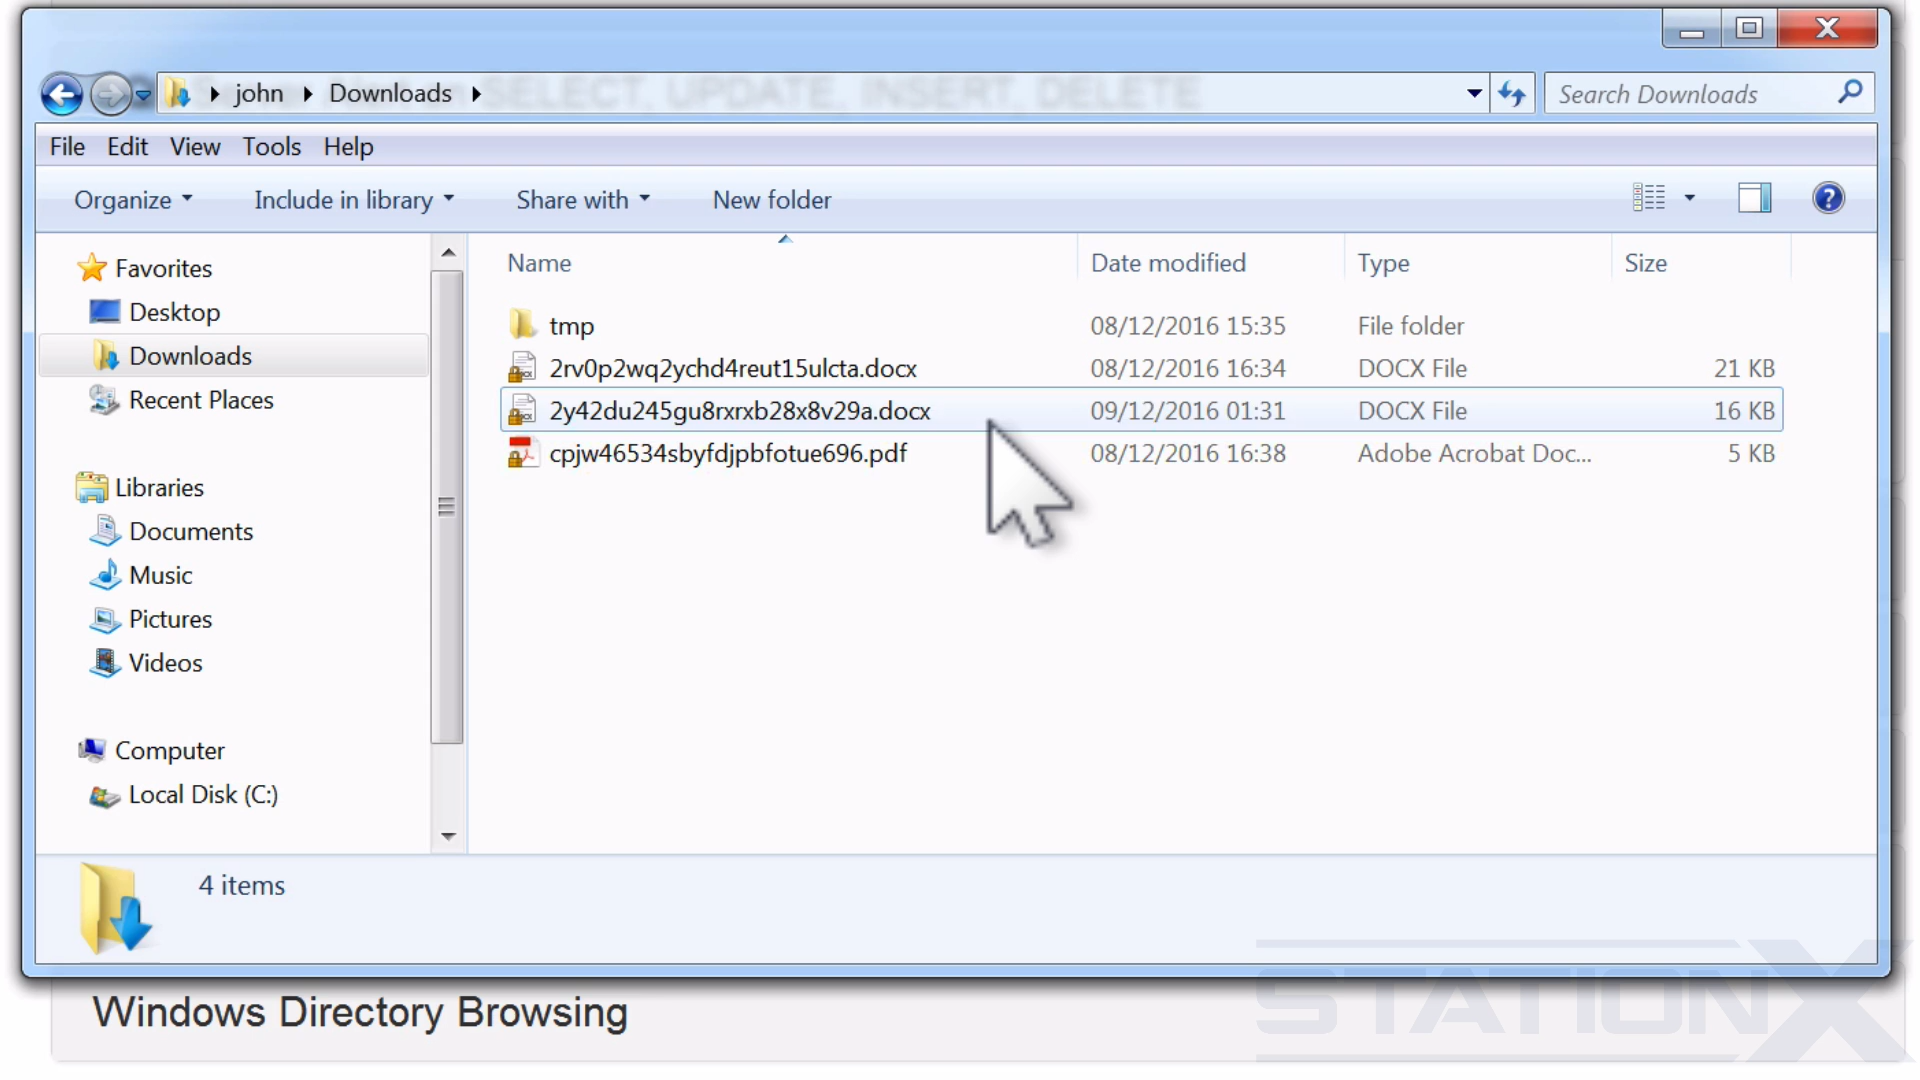 SELECT, UPDATE, INSERT, DELETE
john Downloads
Search Downloads
File Edit View Tools Help
Organize Include in library Share with New folder
Favorites
Desktop
Downloads
Recent Places
Libraries
Documents
Music
Pictures
Videos
Computer
Local Disk (C:)
Name Date modified Type Size
tmp 08/12/2016 15:35 File folder
2rv0p2wq2ychd4reut15ulcta.docx 08/12/2016 16:34 DOCX File 21 KB
2y42du245gu8rxrxb28x8v29a.docx 09/12/2016 01:31 DOCX File 16 KB
cpjw46534sbyfdjpbfotue696.pdf 08/12/2016 16:38 Adobe Acrobat Doc... 5 KB
4 items
Windows Directory Browsing
STATIONX